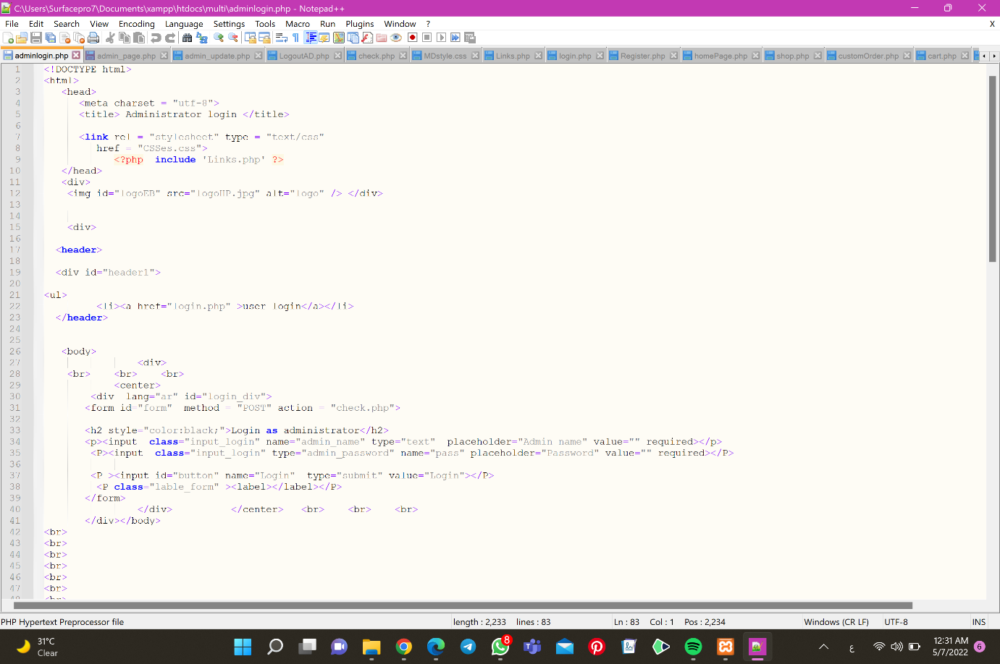 C:\Users\Surfacepro7\Documents\xampp\htdocs\multi\adminlogin.php - Notepad++
File Edit Search View Encoding Language Settings Tools Macro Run Plugins Window ? X
adminlogin.php admin_page.php admin_update.php LogoutAD.php check.php MDstyle.css Links.php login.php Register.php homePage.php shop.php customOrder.php cart.php
1 <!DOCTYPE html>
2 <html>
3 <head>
4 <meta charset = "utf-8">
5 <title> Administrator login </title>
6
7 <link rel = "stylesheet" type = "text/css"
8 href = "CSSes.css">
9 <?php include 'Links.php' ?>
10 </head>
11 <div>
12 <img id="logoEB" src="logoHP.jpg" alt="logo" /> </div>
13
14
15 <div>
16
17 <header>
18
19 <div id="header1">
20
21 <ul>
22 <li><a href="login.php" >user login</a></li>
23 </header>
24
25
26 <body>
27 <div>
28 <br> <br> <br>
29 <center>
30 <div lang="ar" id="login_div">
31 <form id="form" method = "POST" action = "check.php">
32
33 <h2 style="color:black;">Login as administrator</h2>
34 <p><input class="input_login" name="admin_name" type="text" placeholder="Admin name" value="" required></p>
35 <P><input class="input_login" type="admin_password" name="pass" placeholder="Password" value="" required></P>
36
37 <P ><input id="button" name="Login" type="submit" value="Login"></P>
38 <P class="lable_form" ><label></label></P>
39 </form>
40 </div> </center> <br> <br> <br>
41 </div></body>
42 <br>
43 <br>
44 <br>
45 <br>
46 <br>
47 <br>
48 <br>
PHP Hypertext Preprocessor file length : 2,233 lines : 83 Ln : 83 Col : 1 Pos : 2,234 Windows (CR LF) UTF-8 INS
31°C
Clear
8
ع
12:31 AM
5/7/2022
6